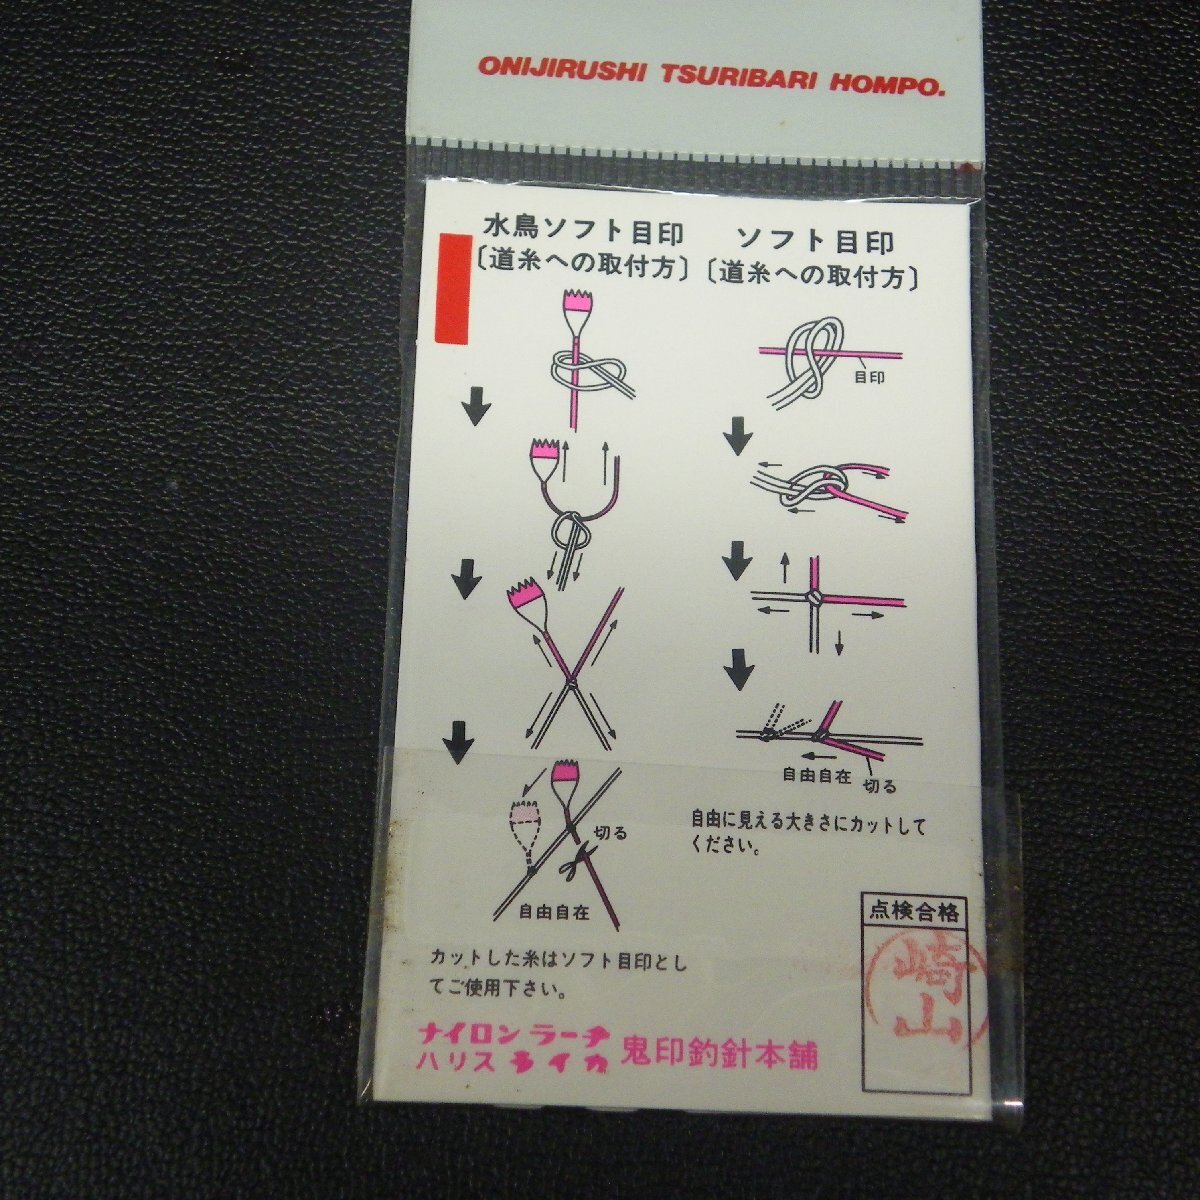 ONIJIRUSHI TSURIBARI HOMPO.
水鳥ソフト目印
〔道糸への取付方〕
切る
自由自在
カットした糸はソフト目印とし
てご使用下さい。
ソフト目印
〔道糸への取付方〕
目印
自由自在
切る
自由に見える大きさにカットして
ください。
点検合格
崎山
ナイロン ラーヂ
ハリス ライカ
鬼印釣針本舗